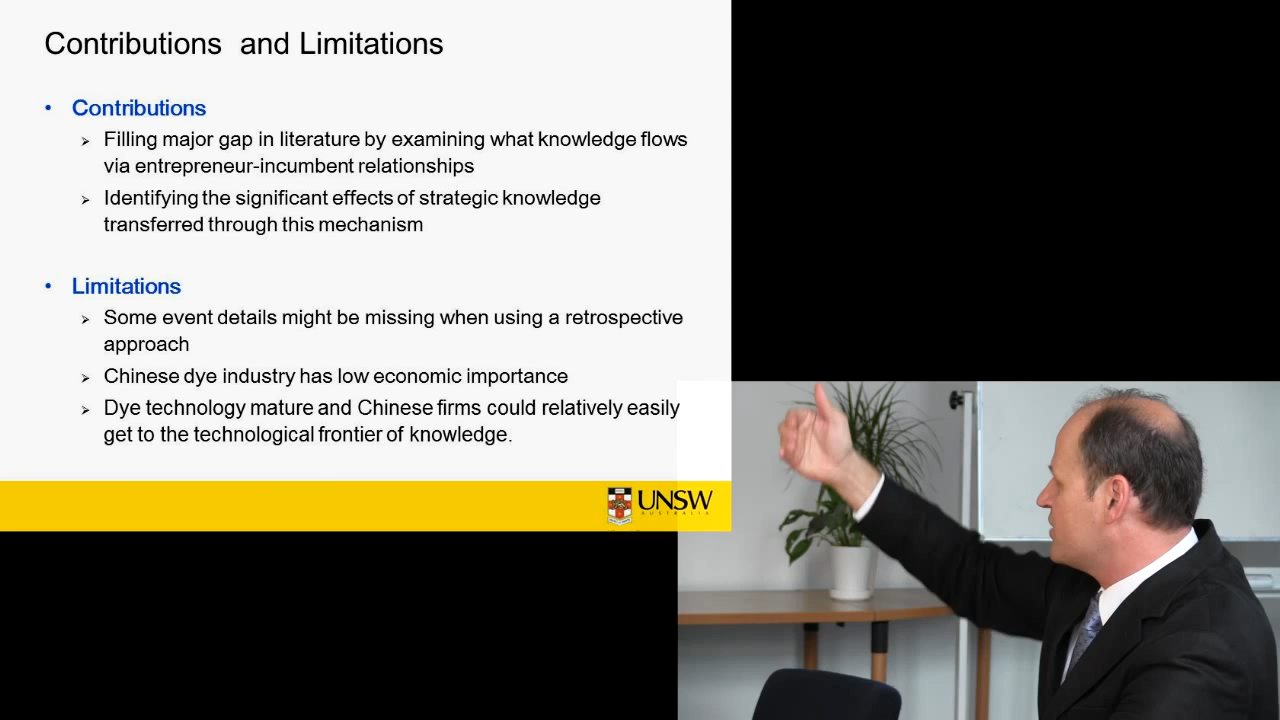 Contributions and Limitations
• Contributions
➢ Filling major gap in literature by examining what knowledge flows
via entrepreneur-incumbent relationships
➢ Identifying the significant effects of strategic knowledge
transferred through this mechanism
• Limitations
➢ Some event details might be missing when using a retrospective
approach
➢ Chinese dye industry has low economic importance
➢ Dye technology mature and Chinese firms could relatively easily
get to the technological frontier of knowledge.
UNSW
AUSTRALIA